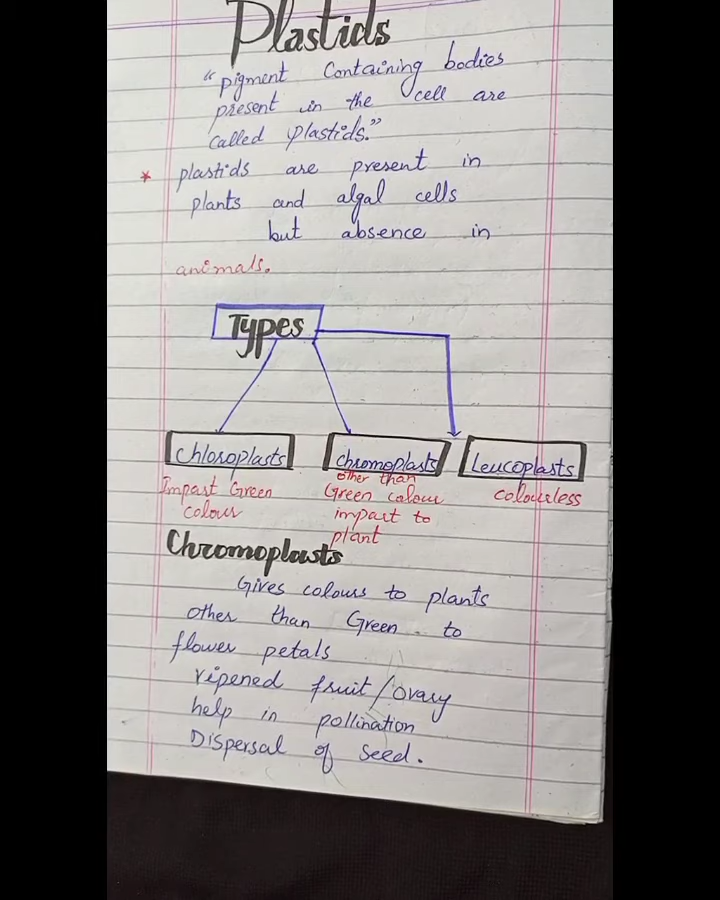 Plastids
"pigment containing bodies
present in the cell are
called plastids."
* plastids are present in
plants and algal cells
but absence in
animals.
Types
Chloroplasts
Impart Green
colour
Chromoplasts
other than
Green colour
impart to
plant
Leucoplasts
colourless
Chromoplasts
Gives colours to plants
other than Green to
flower petals
ripened fruit/ovary
help in pollination
Dispersal of seed.